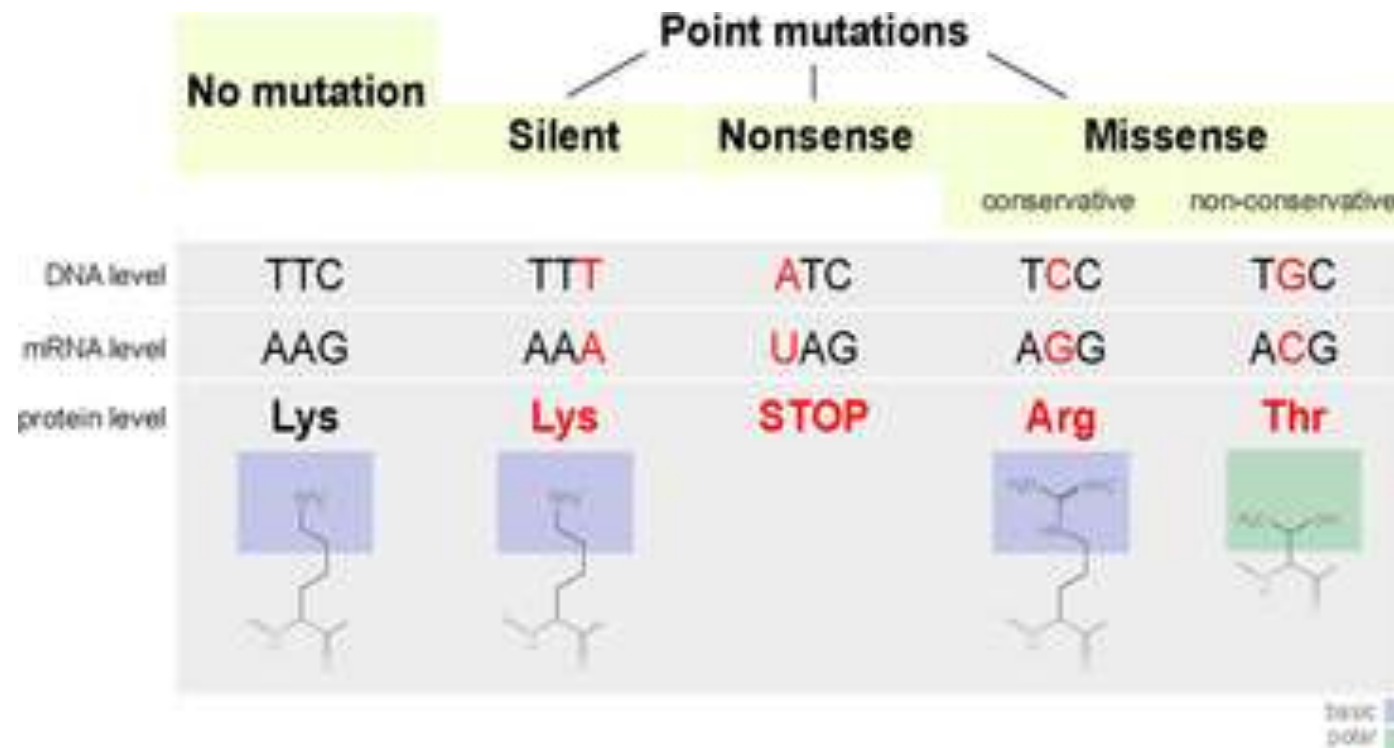 Point mutations
No mutation
Silent Nonsense Missense
conservative non-conservative
DNA level TTC TTT ATC TCC TGC
mRNA level AAG AAA UAG AGG ACG
protein level Lys Lys STOP Arg Thr
basic
polar